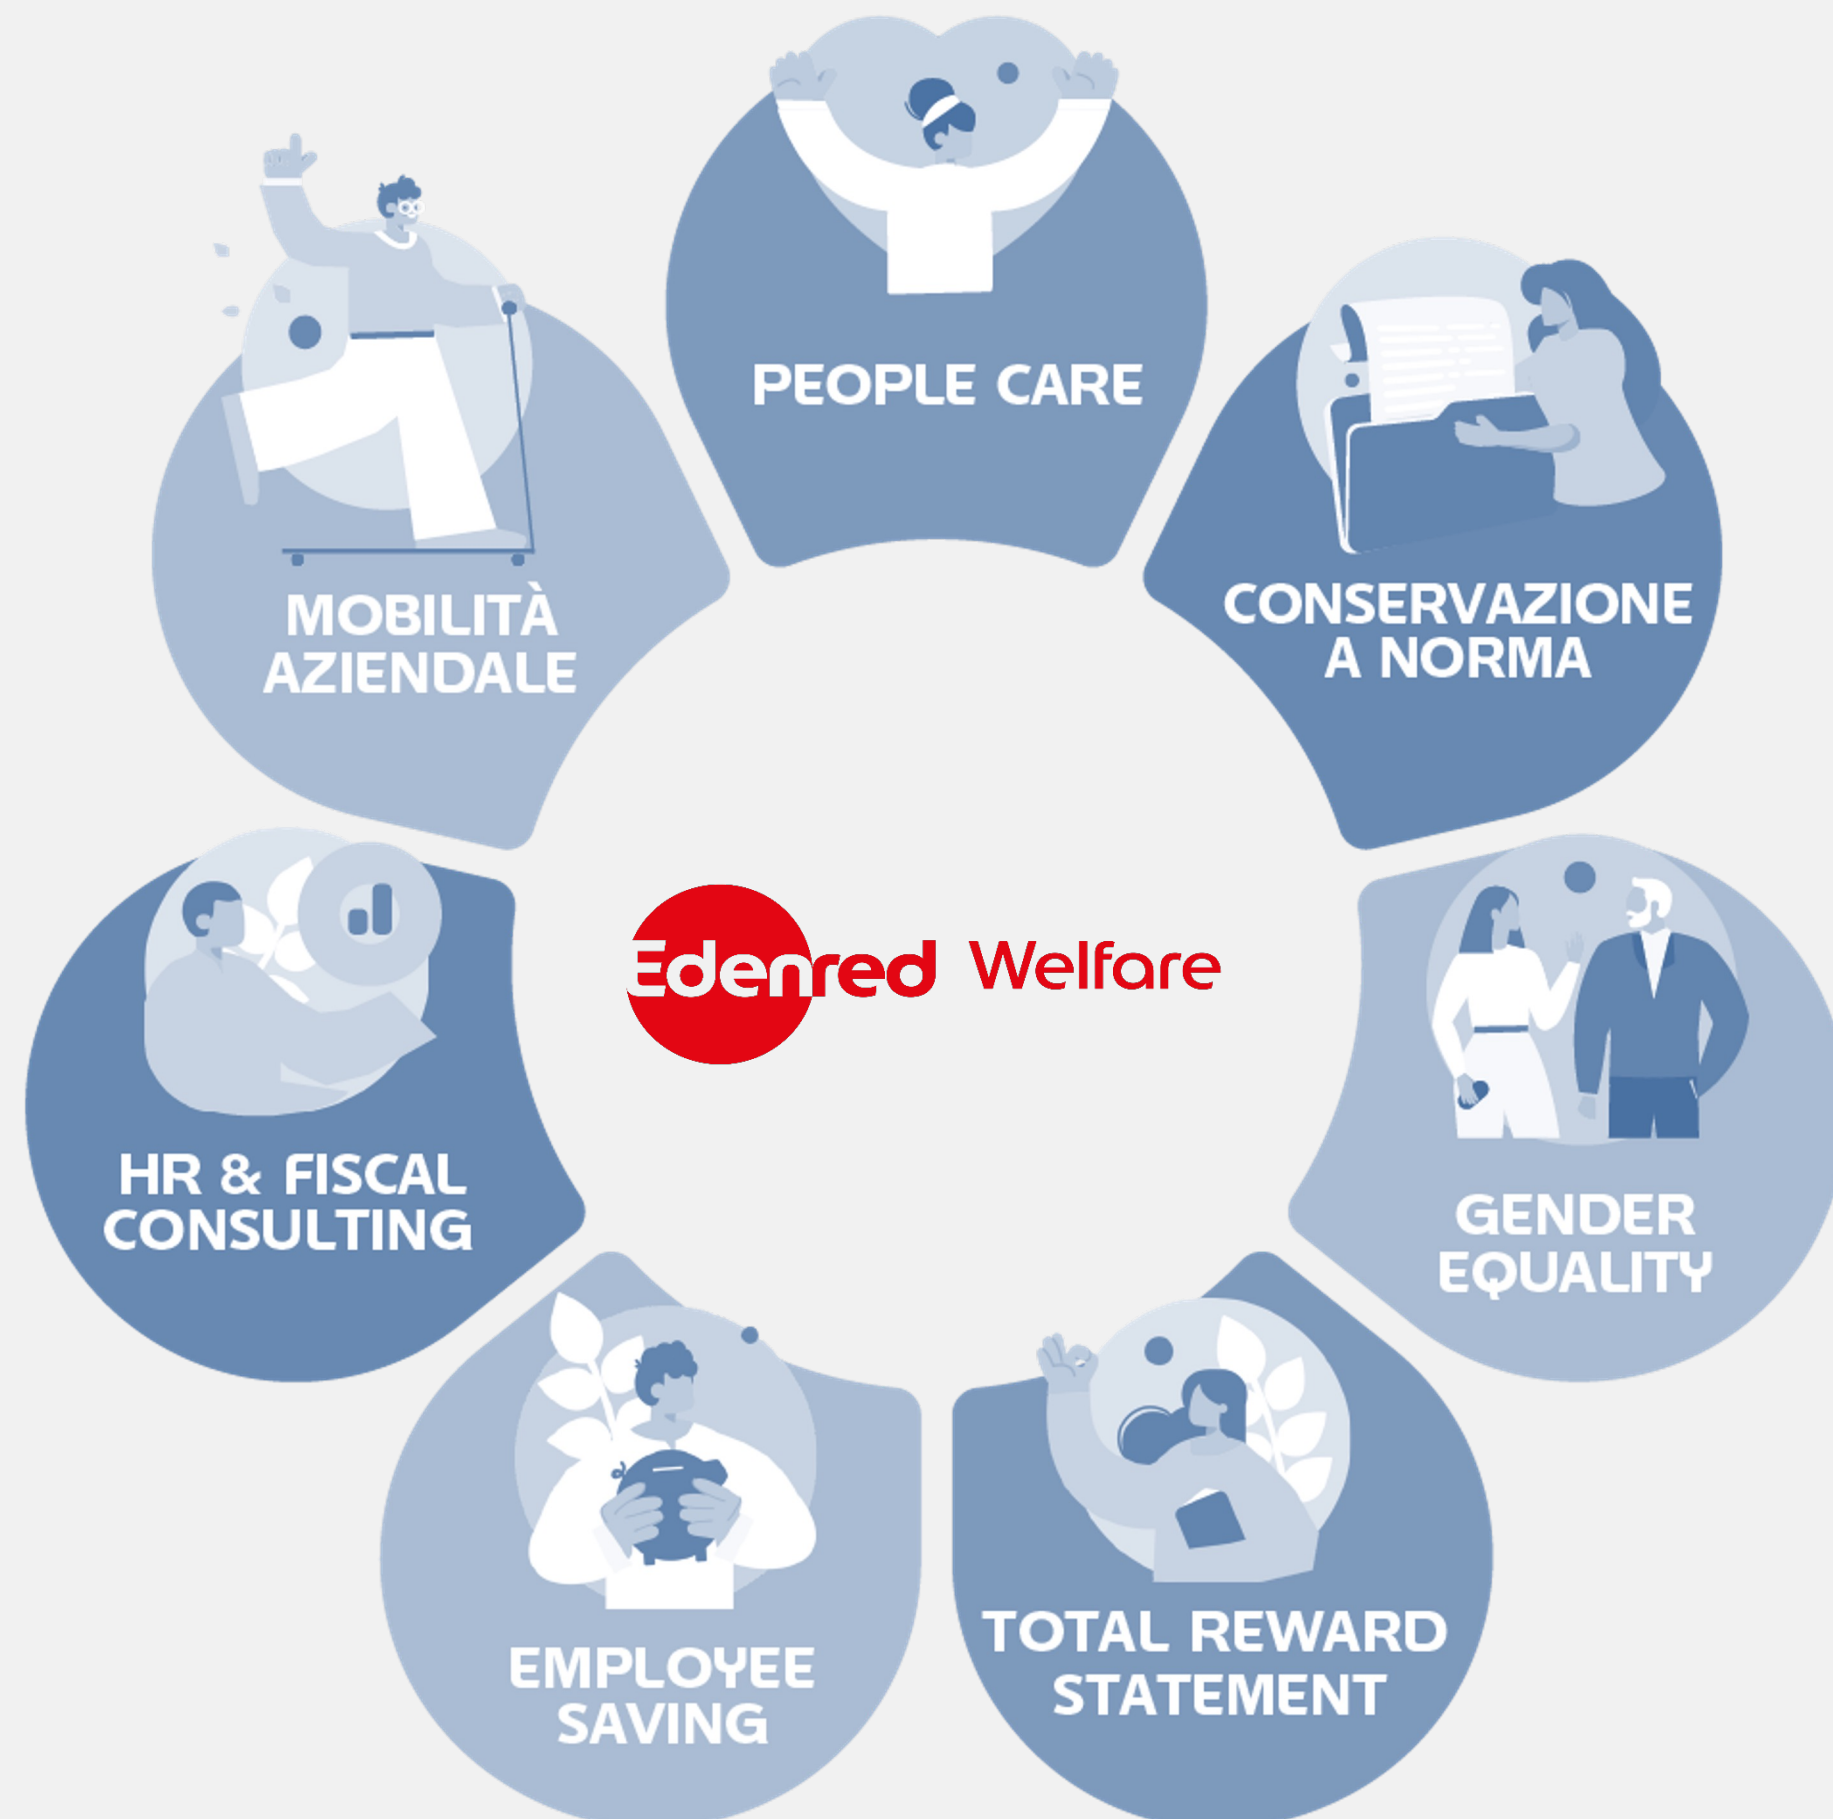 PEOPLE CARE
CONSERVAZIONE
A NORMA
MOBILITÀ
AZIENDALE
Edenred Welfare
HR & FISCAL
CONSULTING
GENDER
EQUALITY
EMPLOYEE
SAVING
TOTAL REWARD
STATEMENT